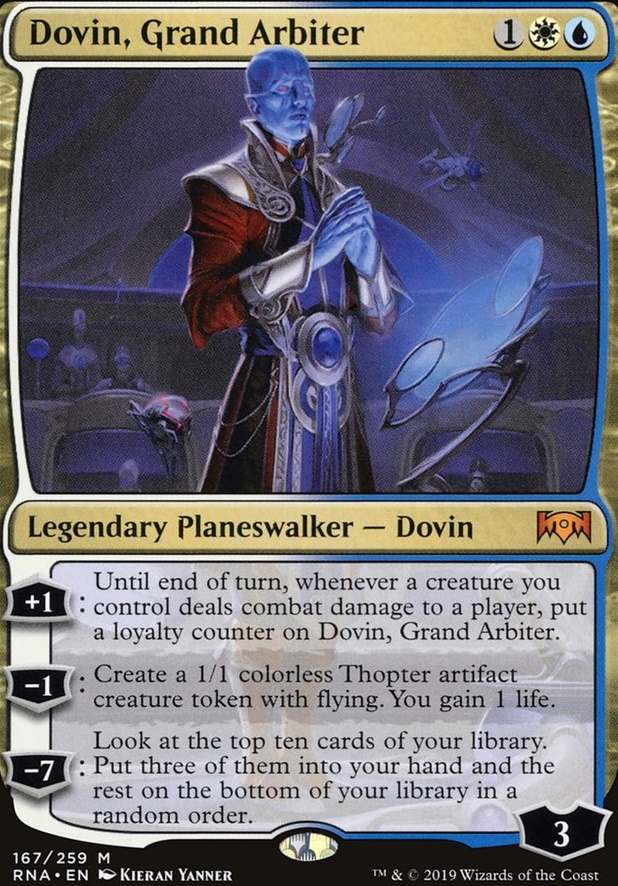 Dovin, Grand Arbiter 1
Legendary Planeswalker — Dovin
+1: Until end of turn, whenever a creature you
control deals combat damage to a player, put
a loyalty counter on Dovin, Grand Arbiter.
−1: Create a 1/1 colorless Thopter artifact
creature token with flying. You gain 1 life.
Look at the top ten cards of your library.
−7: Put three of them into your hand and the
rest on the bottom of your library in a
random order.
3
167/259 M
RNA • EN KIERAN YANNER
™ & © 2019 Wizards of the Coast